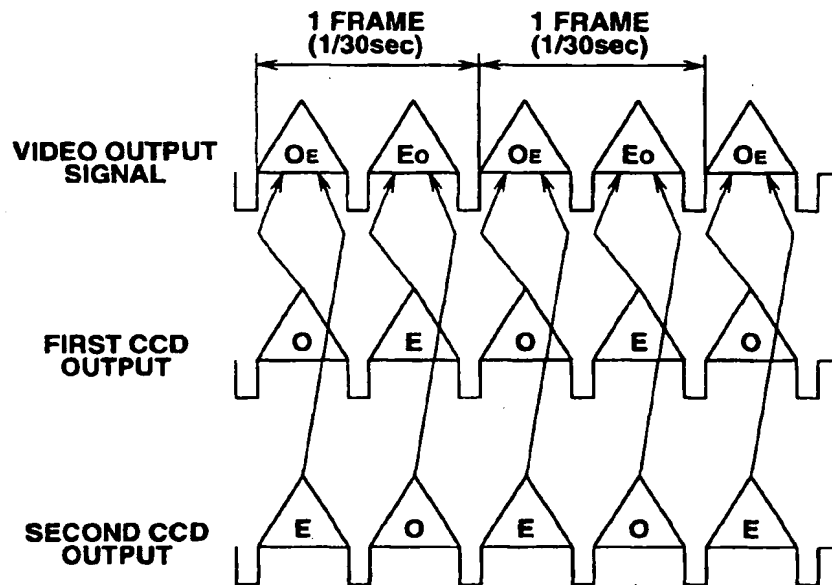 1 FRAME 1 FRAME
(1/30sec) (1/30sec)
VIDEO OUTPUT
SIGNAL
OE EO OE EO OE
FIRST CCD
OUTPUT
O E O E O
SECOND CCD
OUTPUT
E O E O E